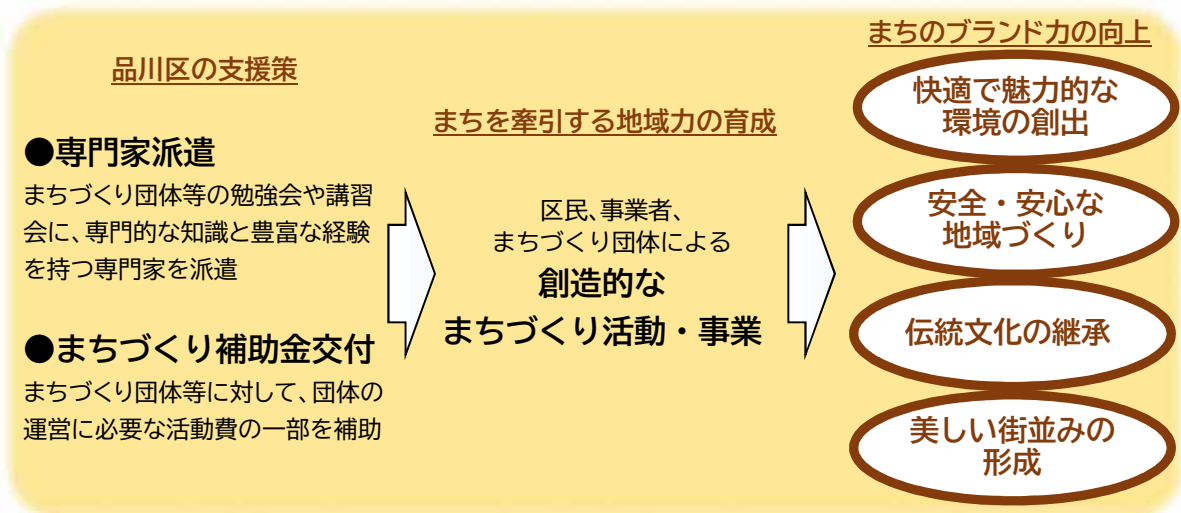 品川区の支援策
●専門家派遣
まちづくり団体等の勉強会や講習
会に、専門的な知識と豊富な経験
を持つ専門家を派遣
●まちづくり補助金交付
まちづくり団体等に対して、団体の
運営に必要な活動費の一部を補助
まちを牽引する地域力の育成
区民、事業者、
まちづくり団体による
創造的な
まちづくり活動・事業
まちのブランド力の向上
快適で魅力的な
環境の創出
安全・安心な
地域づくり
伝統文化の継承
美しい街並みの
形成